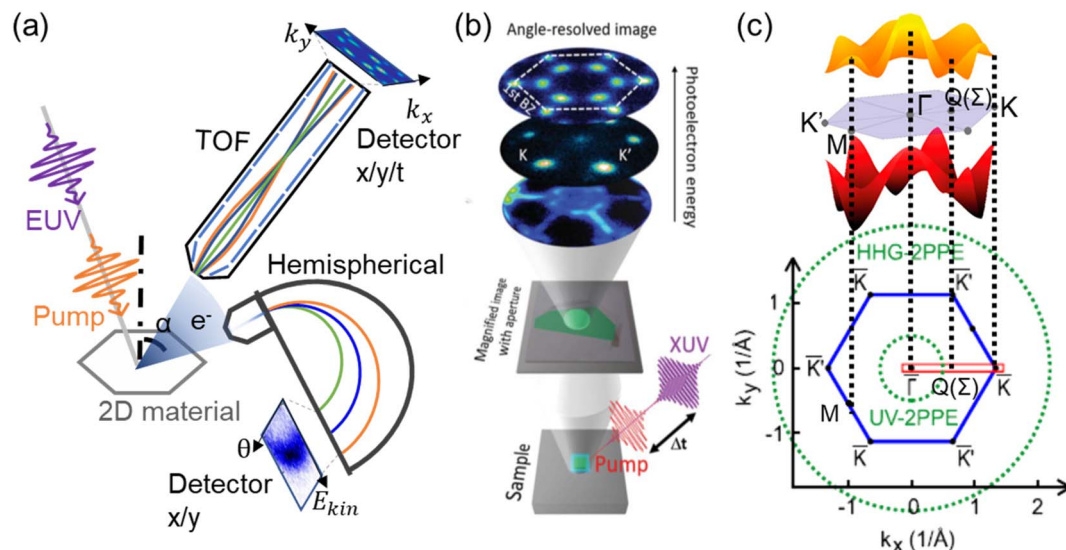 (a)
k_y
k_x
TOF
Detector
x/y/t
EUV
Pump
α
e-
Hemispherical
2D material
θ
E_kin
Detector
x/y
(b)
Angle-resolved image
1st BZ
K
K'
Photoelectron energy
Magnified image
with aperture
XUV
Pump
Δt
Sample
(c)
K'
M
Γ
Q(Σ)
K
HHG-2PPE
K̅
K̅'
K̅'
Γ̅
Q(Σ)
K̅
M
UV-2PPE
K̅
K̅'
k_y (1/Å)
1
0
-1
-1
0
1
2
k_x (1/Å)